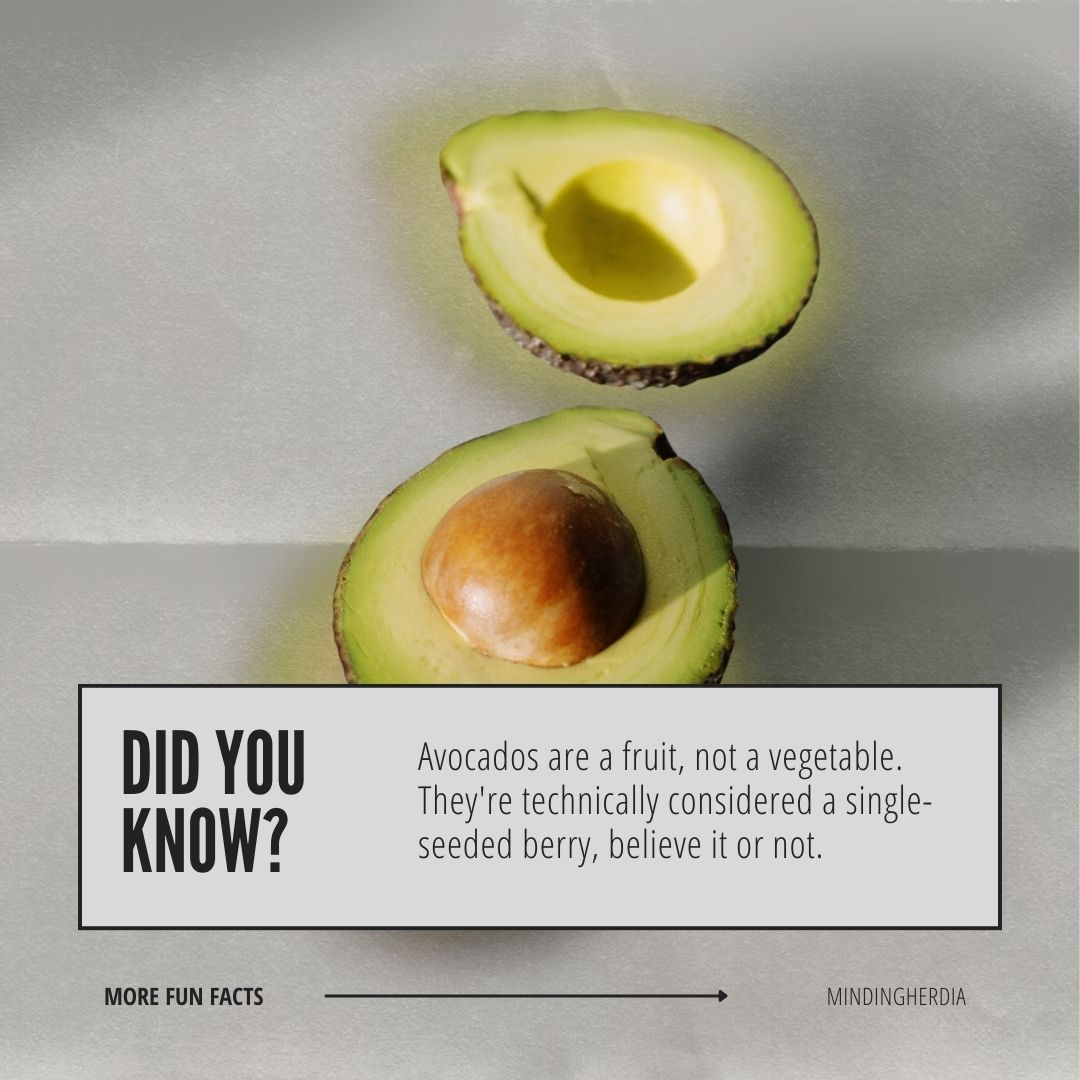 DID YOU
KNOW?
Avocados are a fruit, not a vegetable.
They're technically considered a single-
seeded berry, believe it or not.
MORE FUN FACTS
MINDINGHERDIA